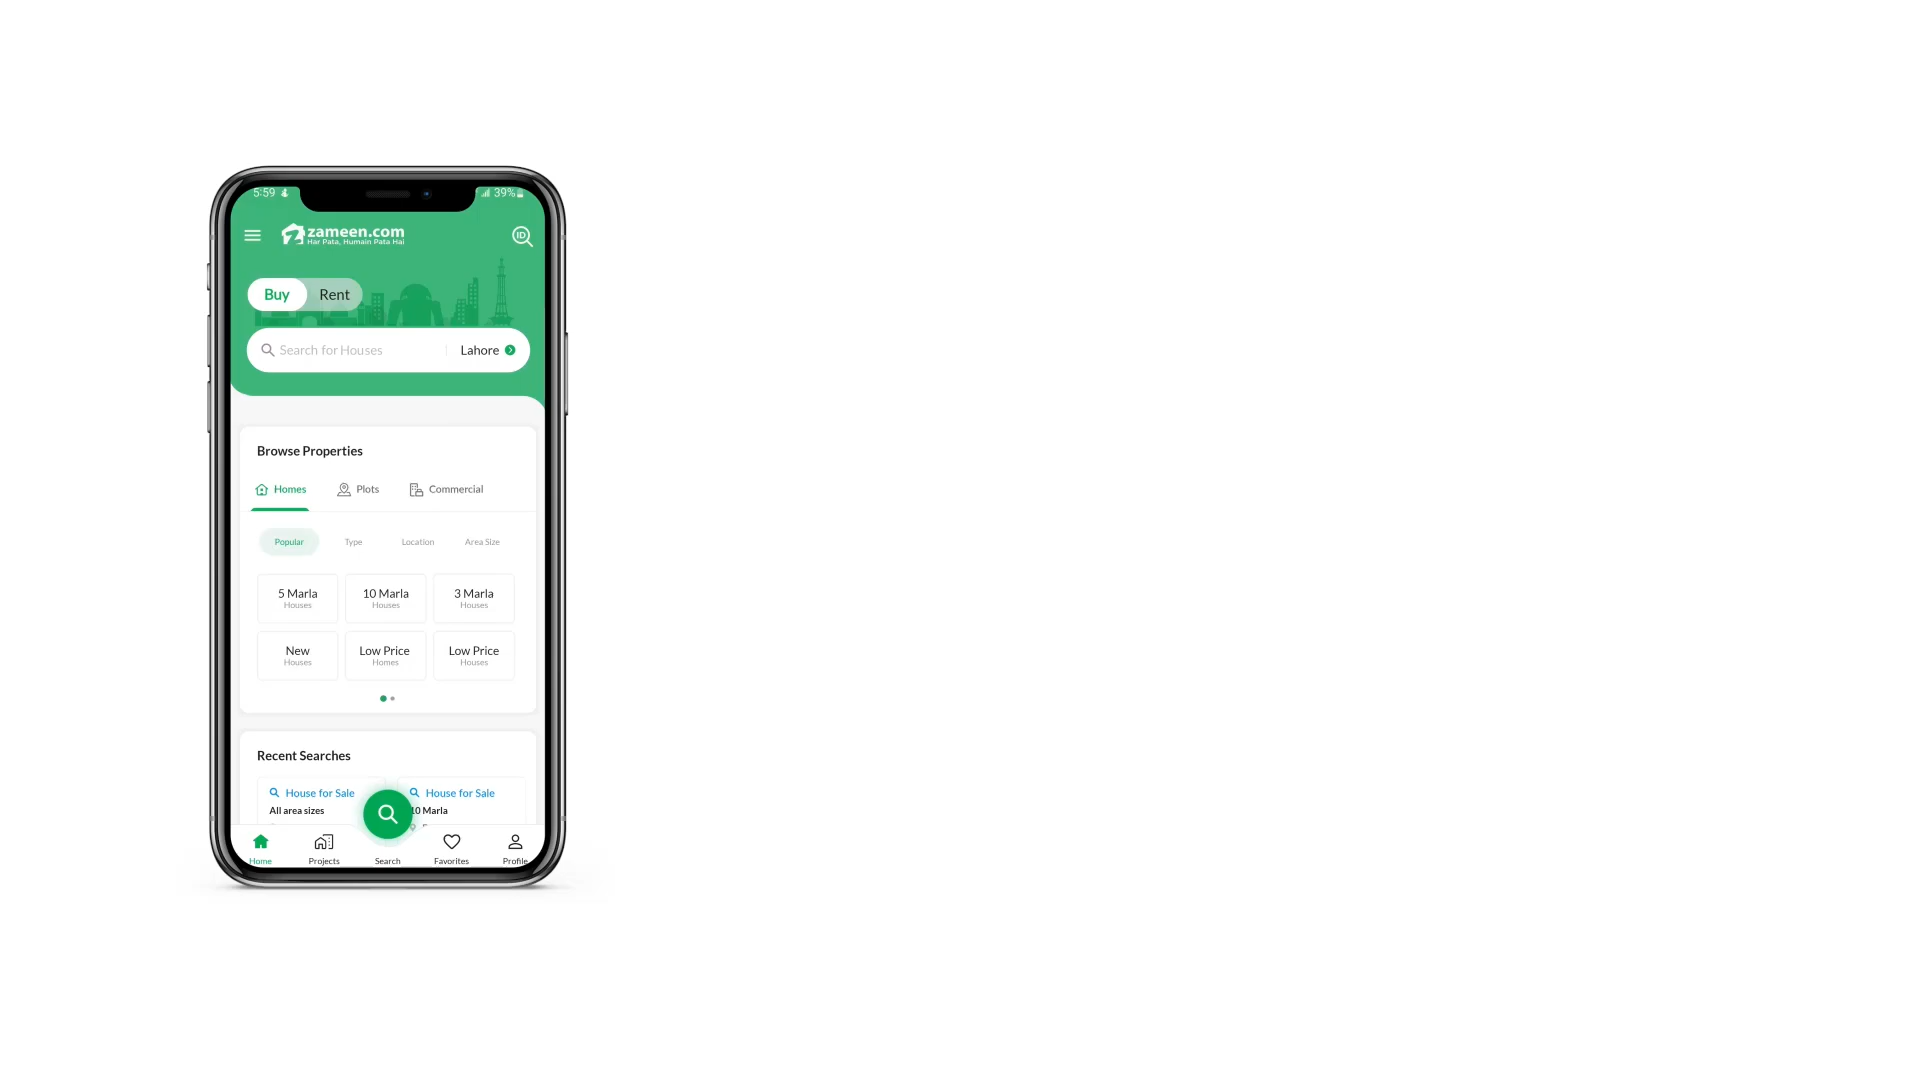 5:59 39%
zameen.com
Har Pata, Humain Pata Hai
ID
Buy Rent
Search for Houses Lahore
Browse Properties
Homes Plots Commercial
Popular Type Location Area Size
5 Marla 10 Marla 3 Marla
Houses Houses Houses
New Low Price Low Price
Houses Homes Houses
Recent Searches
House for Sale House for Sale
All area sizes 10 Marla
Home Projects Search Favorites Profile